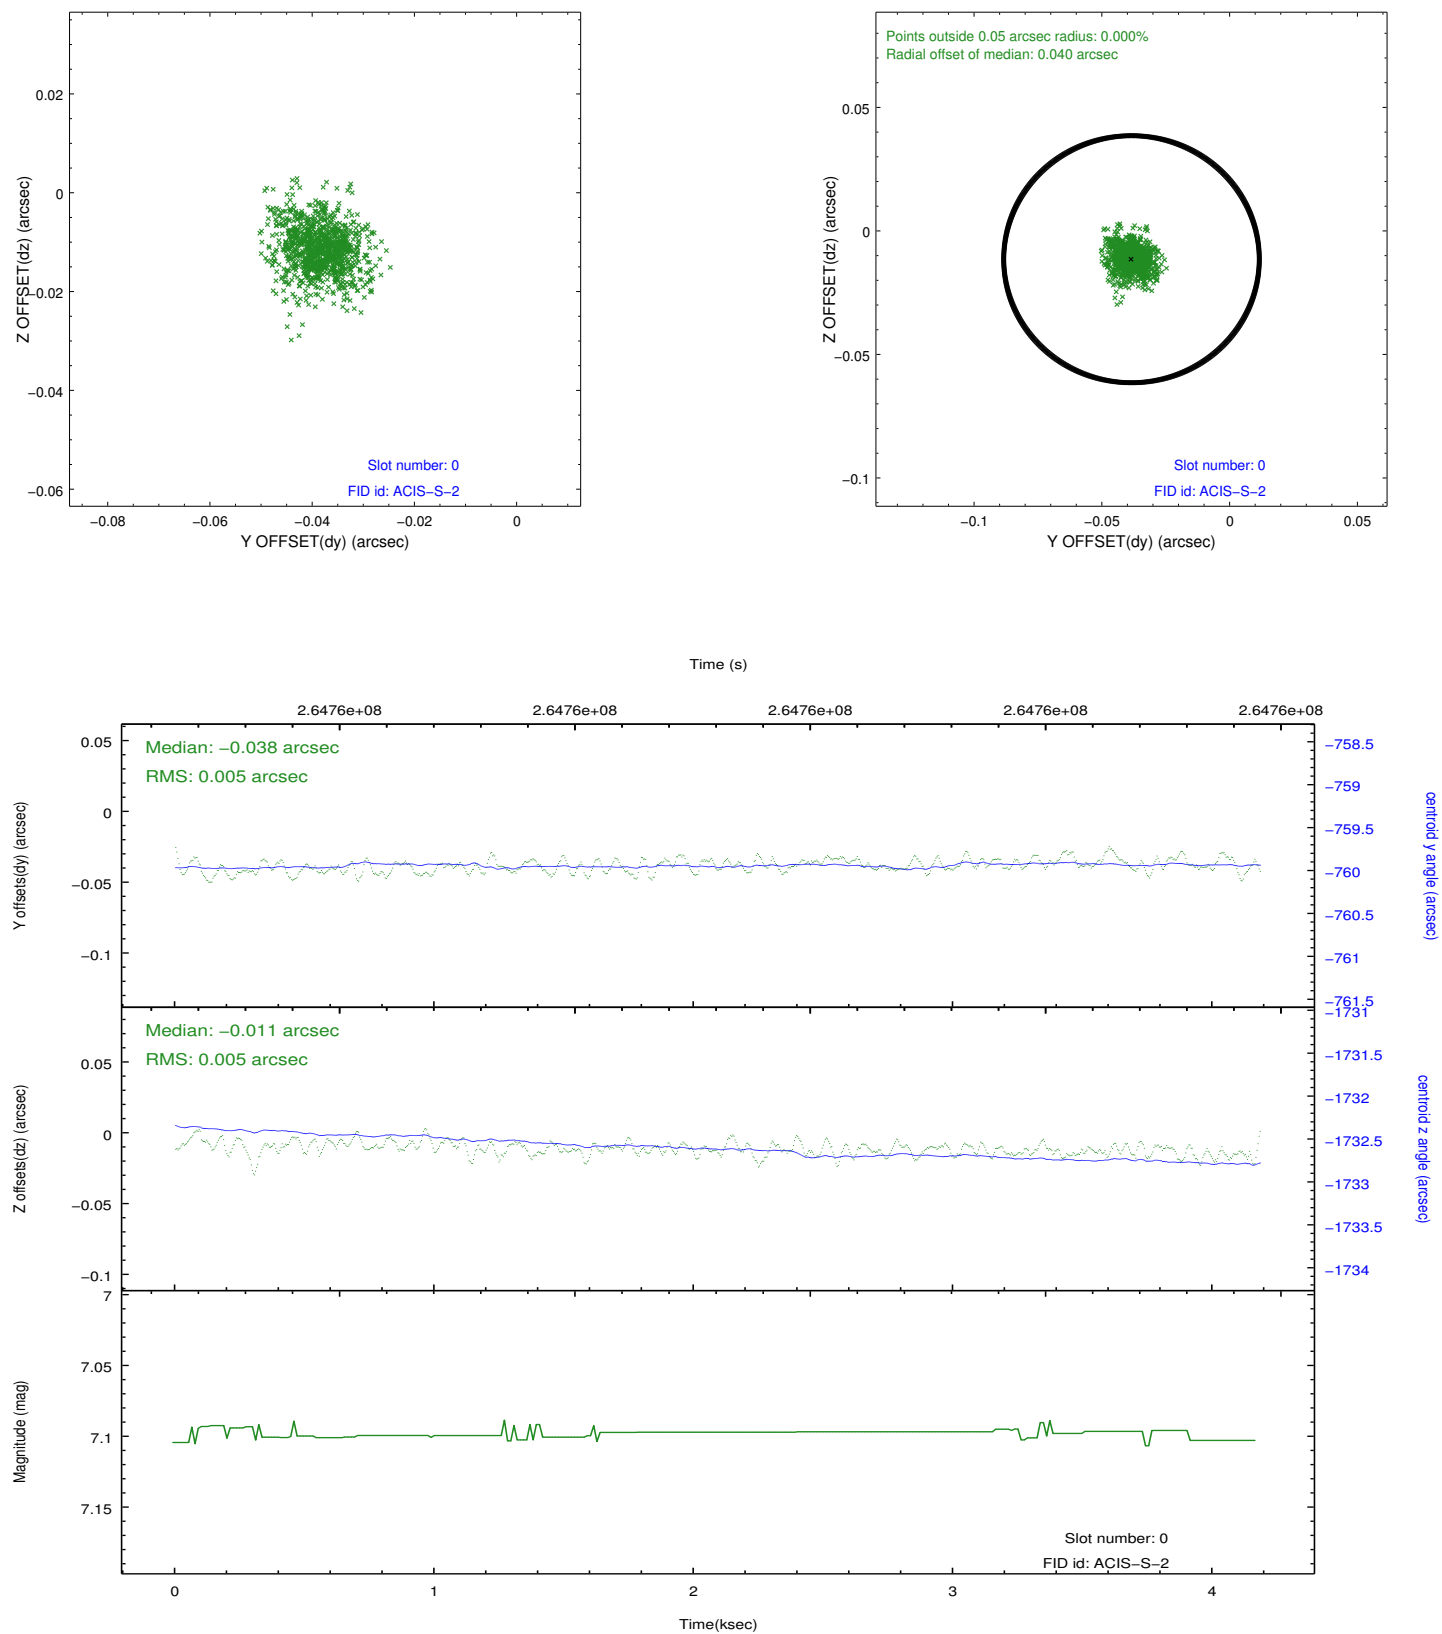 0.02
0
−0.02
−0.04
−0.06
Z OFFSET(dz) (arcsec)
Slot number: 0
FID id: ACIS−S−2
−0.08
−0.06
−0.04
−0.02
0
Y OFFSET(dy) (arcsec)
Points outside 0.05 arcsec radius: 0.000%
Radial offset of median: 0.040 arcsec
0.05
0
−0.05
−0.1
Z OFFSET(dz) (arcsec)
Slot number: 0
FID id: ACIS−S−2
−0.1
−0.05
0
0.05
Y OFFSET(dy) (arcsec)
Time (s)
2.6476e+08
2.6476e+08
2.6476e+08
2.6476e+08
2.6476e+08
Median: −0.038 arcsec
RMS: 0.005 arcsec
0.05
0
−0.05
−0.1
Y offsets(dy) (arcsec)
−758.5
−759
−759.5
−760
−760.5
−761
−761.5
centroid y angle (arcsec)
Median: −0.011 arcsec
RMS: 0.005 arcsec
0.05
0
−0.05
−0.1
Z offsets(dz) (arcsec)
−1731
−1731.5
−1732
−1732.5
−1733
−1733.5
−1734
centroid z angle (arcsec)
7
7.05
7.1
7.15
Magnitude (mag)
Slot number: 0
FID id: ACIS−S−2
0
1
2
3
4
Time(ksec)